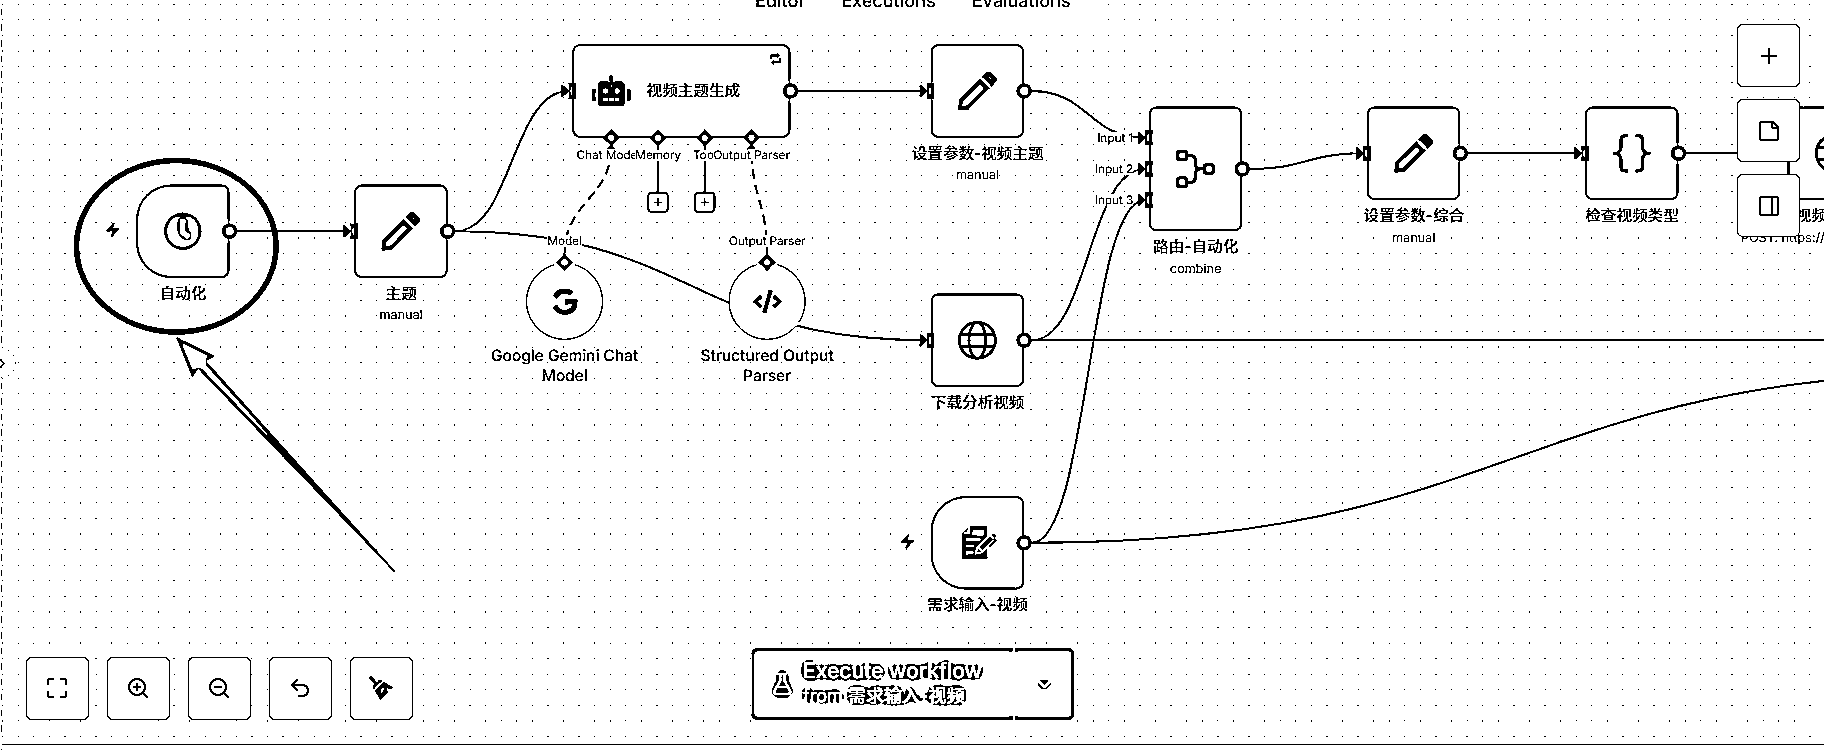 Editor Executions Evaluations
视频主题生成
Chat Mode Memory Too Output Parser
设置参数-视频主题
manual
Input 1
Input 2
Input 3
路由-自动化
combine
设置参数-综合
manual
检查视频类型
视频
POST: https://
自动化
主题
manual
Model
Output Parser
Google Gemini Chat
Model
Structured Output
Parser
下载分析视频
需求输入-视频
Execute workflow
from 需求输入-视频